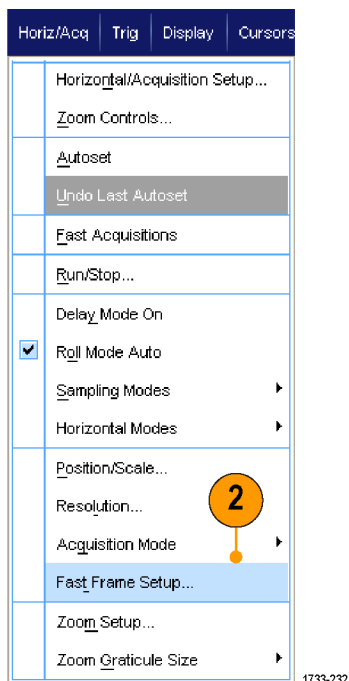 Horiz/Acq Trig Display Cursors
Horizontal/Acquisition Setup...
Zoom Controls...
Autoset
Undo Last Autoset
Fast Acquisitions
Run/Stop...
Delay Mode On
Roll Mode Auto
Sampling Modes
Horizontal Modes
Position/Scale...
Resolution...
2
Acquisition Mode
Fast Frame Setup...
Zoom Setup...
Zoom Graticule Size
1733-232